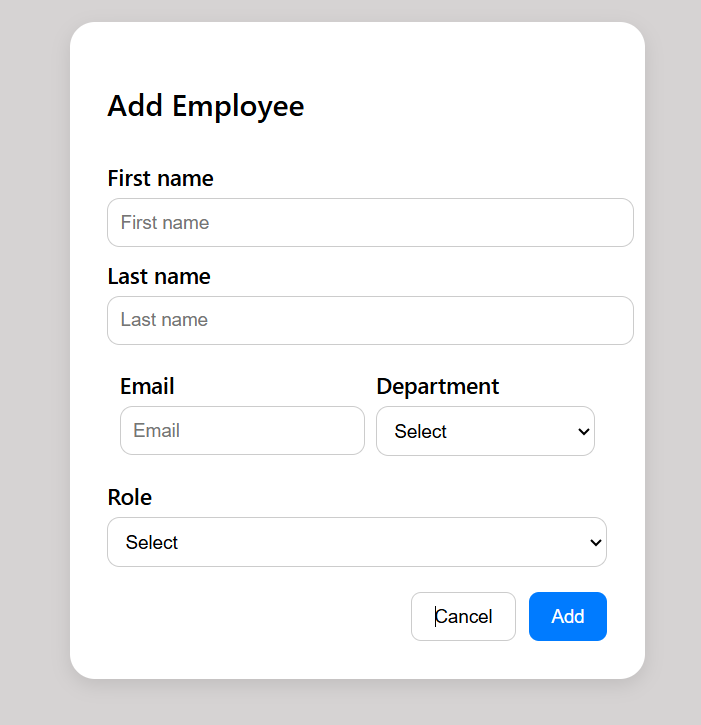 Add Employee
First name
First name
Last name
Last name
Email Department
Email Select
Role
Select
Cancel Add